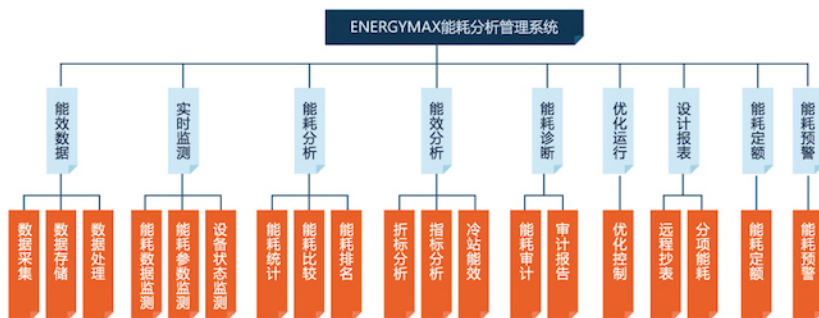 ENERGYMAX能耗分析管理系统
能效数据
实时监测
能耗分析
能效分析
能耗诊断
优化运行
设计报表
能耗定额
能耗预警
数据采集
数据存储
数据处理
能耗数据监测
能耗参数监测
设备状态监测
能耗统计
能耗比较
能耗排名
折标分析
指标分析
冷站能效
能耗审计
审计报告
优化控制
远程抄表
分项能耗
能耗定额
能耗预警